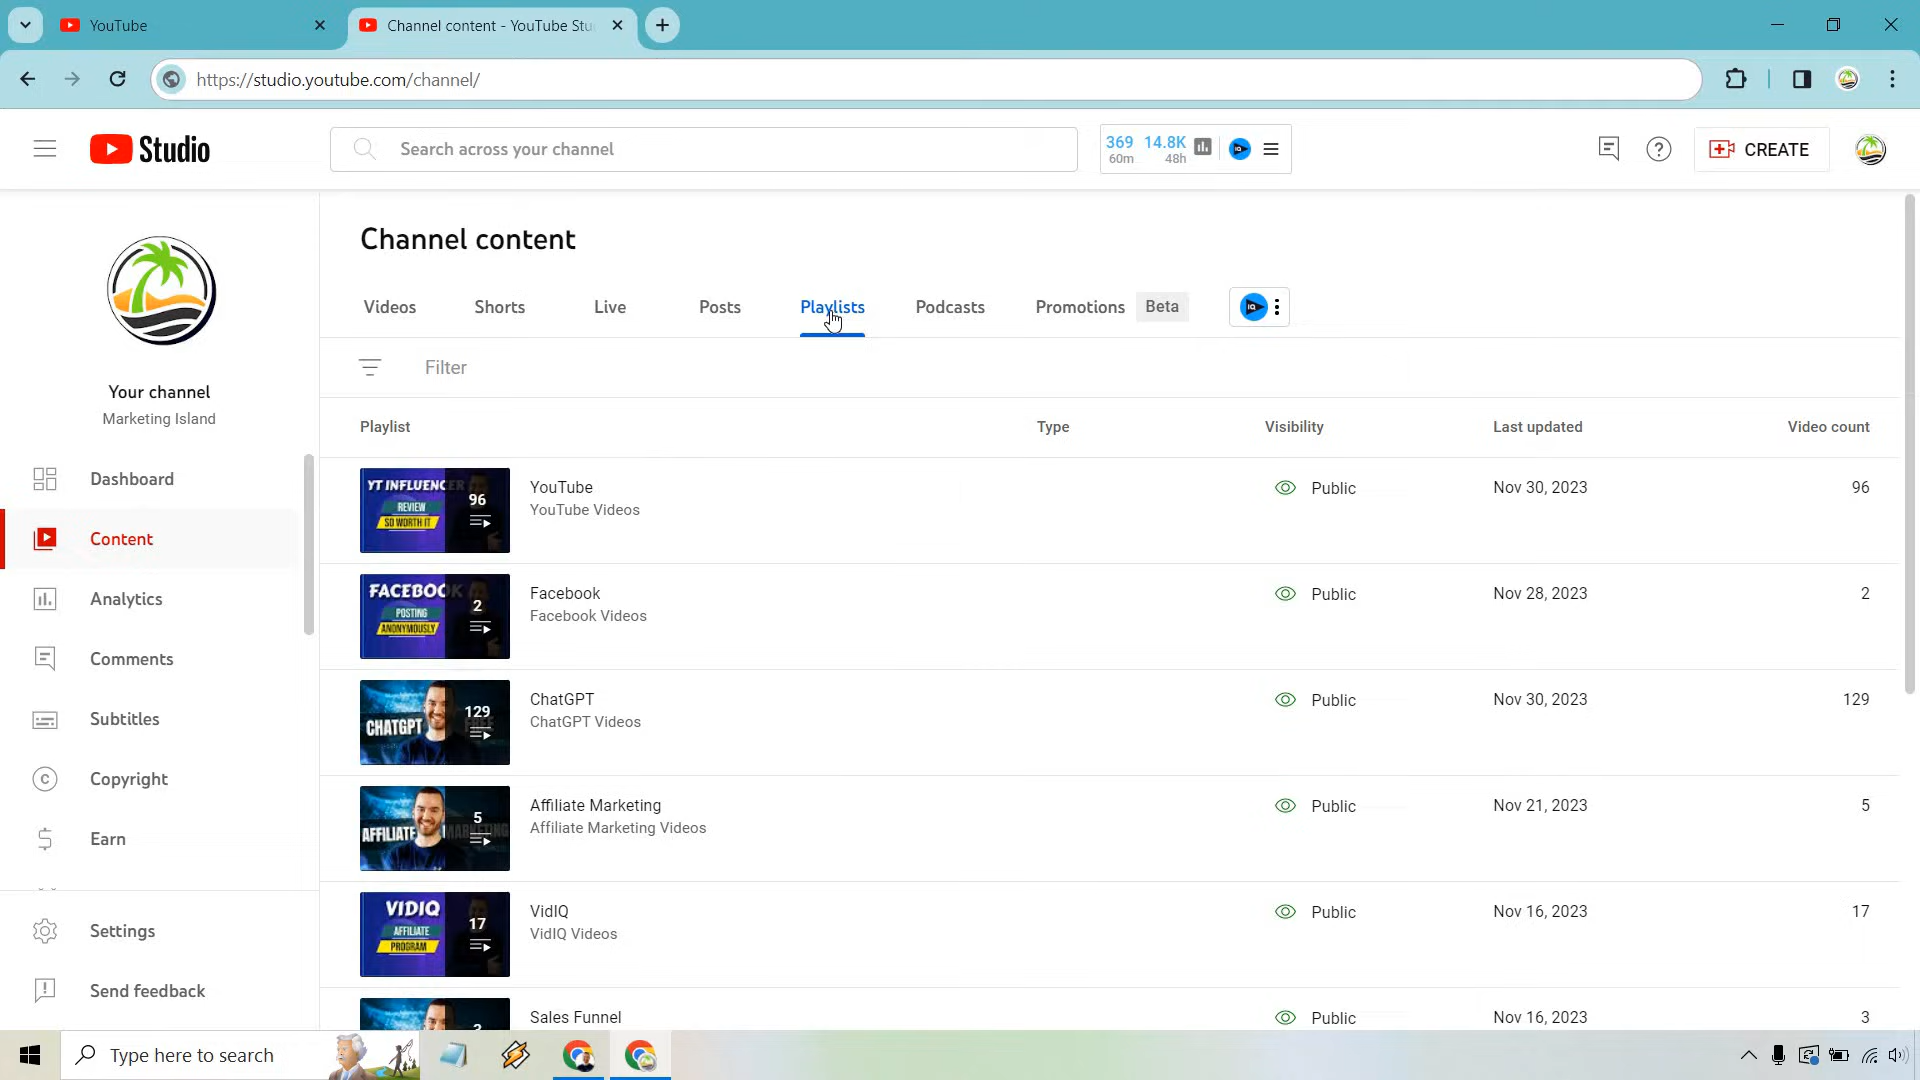 YouTube
Channel content - YouTube Stu
https://studio.youtube.com/channel/
Studio
Search across your channel
369 14.8K
60m 48h
CREATE
Channel content
Videos Shorts Live Posts Playlists Podcasts Promotions Beta
Filter
Your channel
Marketing Island
Dashboard
Content
Analytics
Comments
Subtitles
Copyright
Earn
Settings
Send feedback
Playlist Type Visibility Last updated Video count
YT INFLUENCER
REVIEW
SO WORTH IT
96
YouTube Public Nov 30, 2023 96
YouTube Videos
FACEBOOK
POSTING
ANONYMOUSLY
2
Facebook Public Nov 28, 2023 2
Facebook Videos
CHATGPT FREE
129
ChatGPT Public Nov 30, 2023 129
ChatGPT Videos
AFFILIATE MARKETING
5
Affiliate Marketing Public Nov 21, 2023 5
Affiliate Marketing Videos
VIDIQ
AFFILIATE
PROGRAM
17
VidIQ Public Nov 16, 2023 17
VidIQ Videos
3
Sales Funnel Public Nov 16, 2023 3
Type here to search